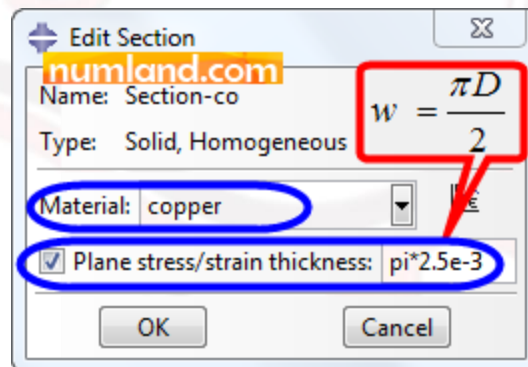 Edit Section
numland.com
Name: Section-co
w = πD/2
Type: Solid, Homogeneous
Material: copper
Plane stress/strain thickness: pi*2.5e-3
OK
Cancel